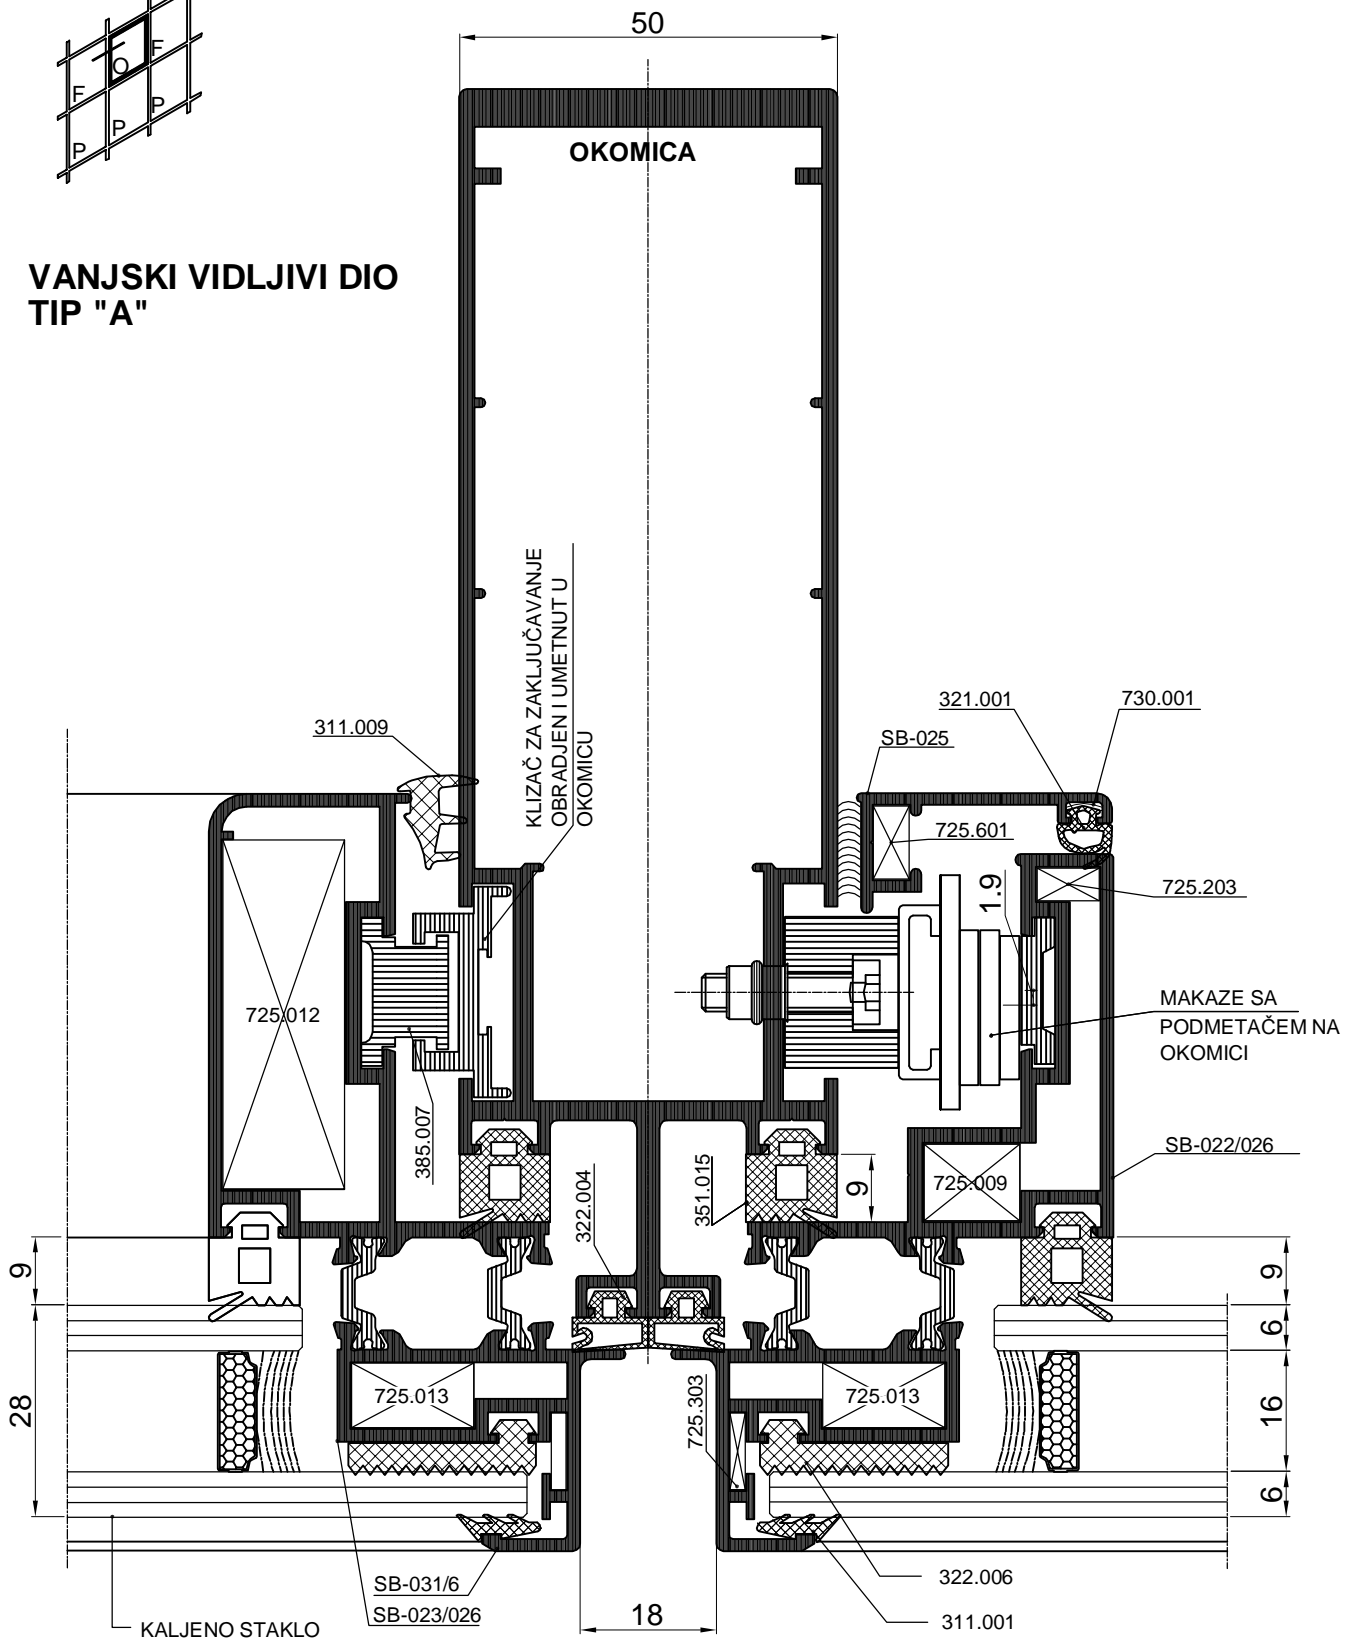 50
F
O
F
P
P
P
OKOMICA
VANJSKI VIDLJIVI DIO
TIP "A"
KLIZAČ ZA ZAKLJUČAVANJE
OBRADJEN I UMETNUT U
OKOMICU
311.009
321.001
730.001
SB-025
725.601
1.9
725.203
725.012
MAKAZE SA
PODMETAČEM NA
OKOMICI
385.007
322.004
351.015
9
725.009
SB-022/026
9
28
9
6
16
6
725.013
725.303
725.013
SB-031/6
SB-023/026
KALJENO STAKLO
18
322.006
311.001